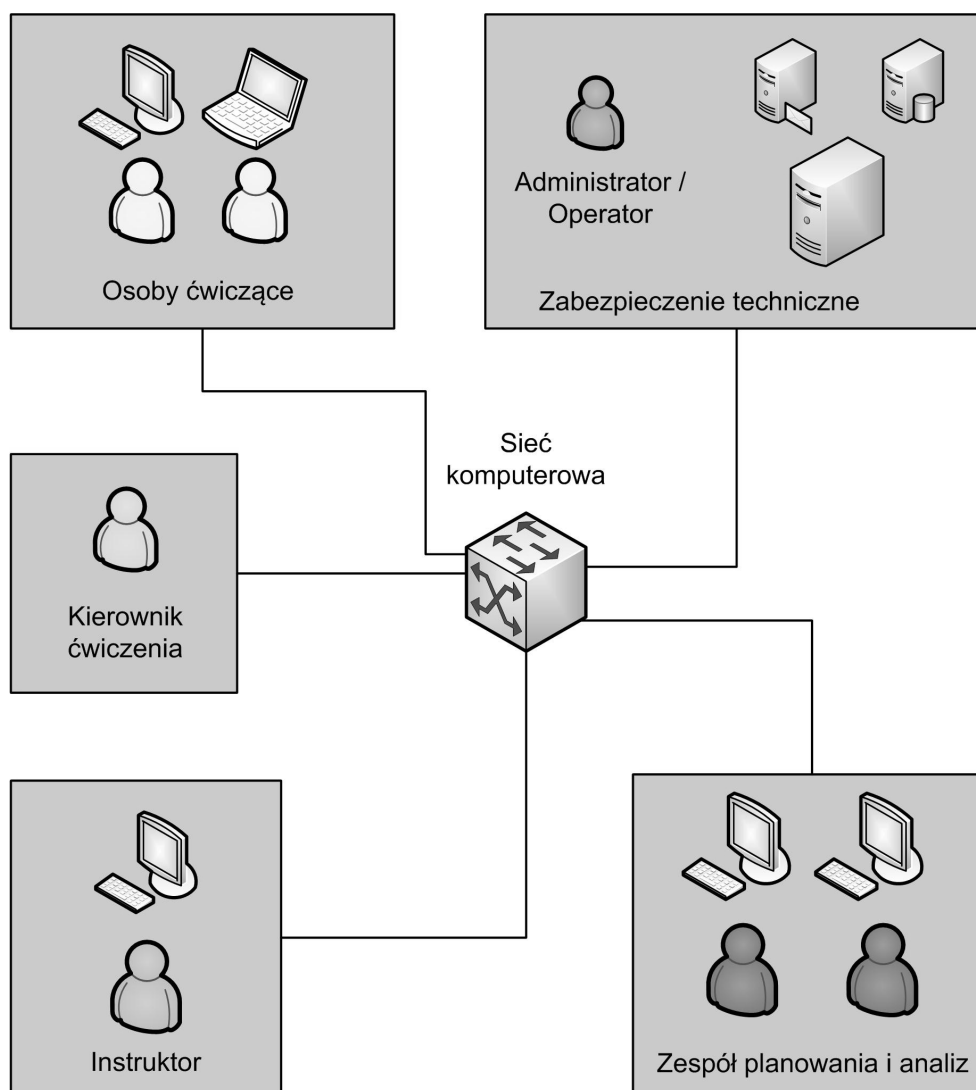 Osoby ćwiczące
Administrator /
Operator
Zabezpieczenie techniczne
Sieć
komputerowa
Kierownik
ćwiczenia
Instruktor
Zespół planowania i analiz